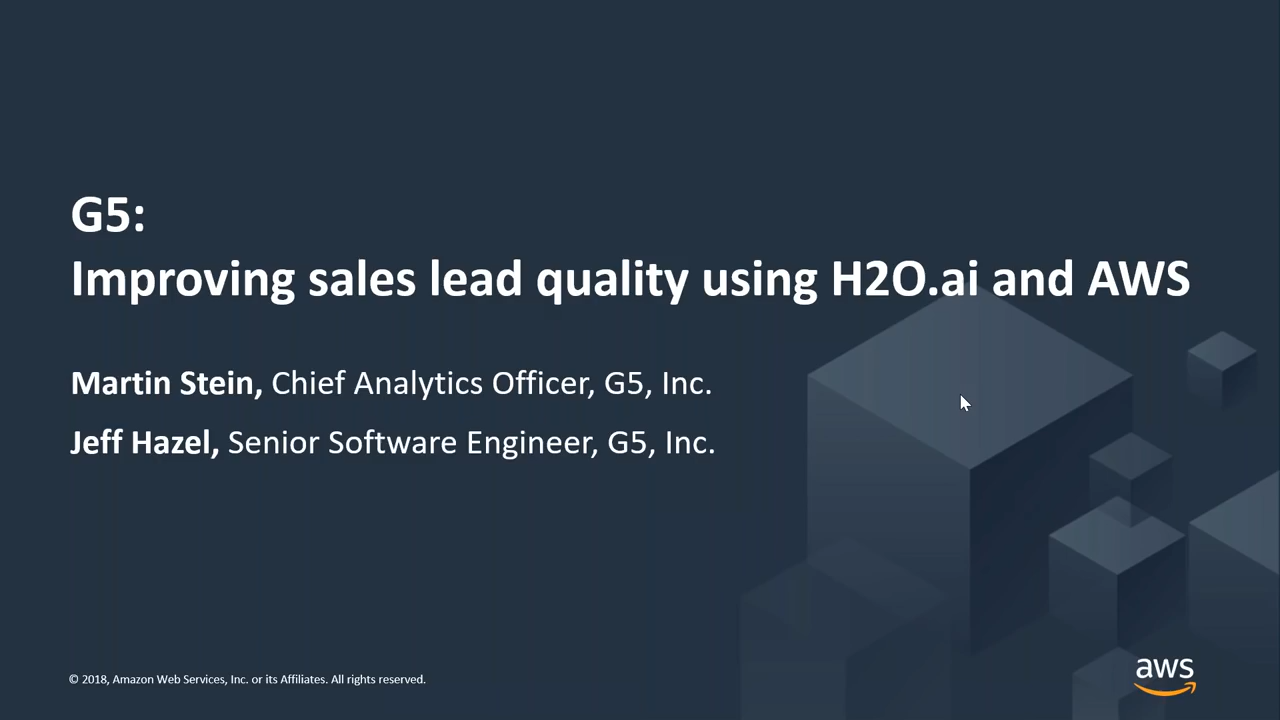 G5:
Improving sales lead quality using H2O.ai and AWS
Martin Stein, Chief Analytics Officer, G5, Inc.
Jeff Hazel, Senior Software Engineer, G5, Inc.
© 2018, Amazon Web Services, Inc. or its Affiliates. All rights reserved.
aws